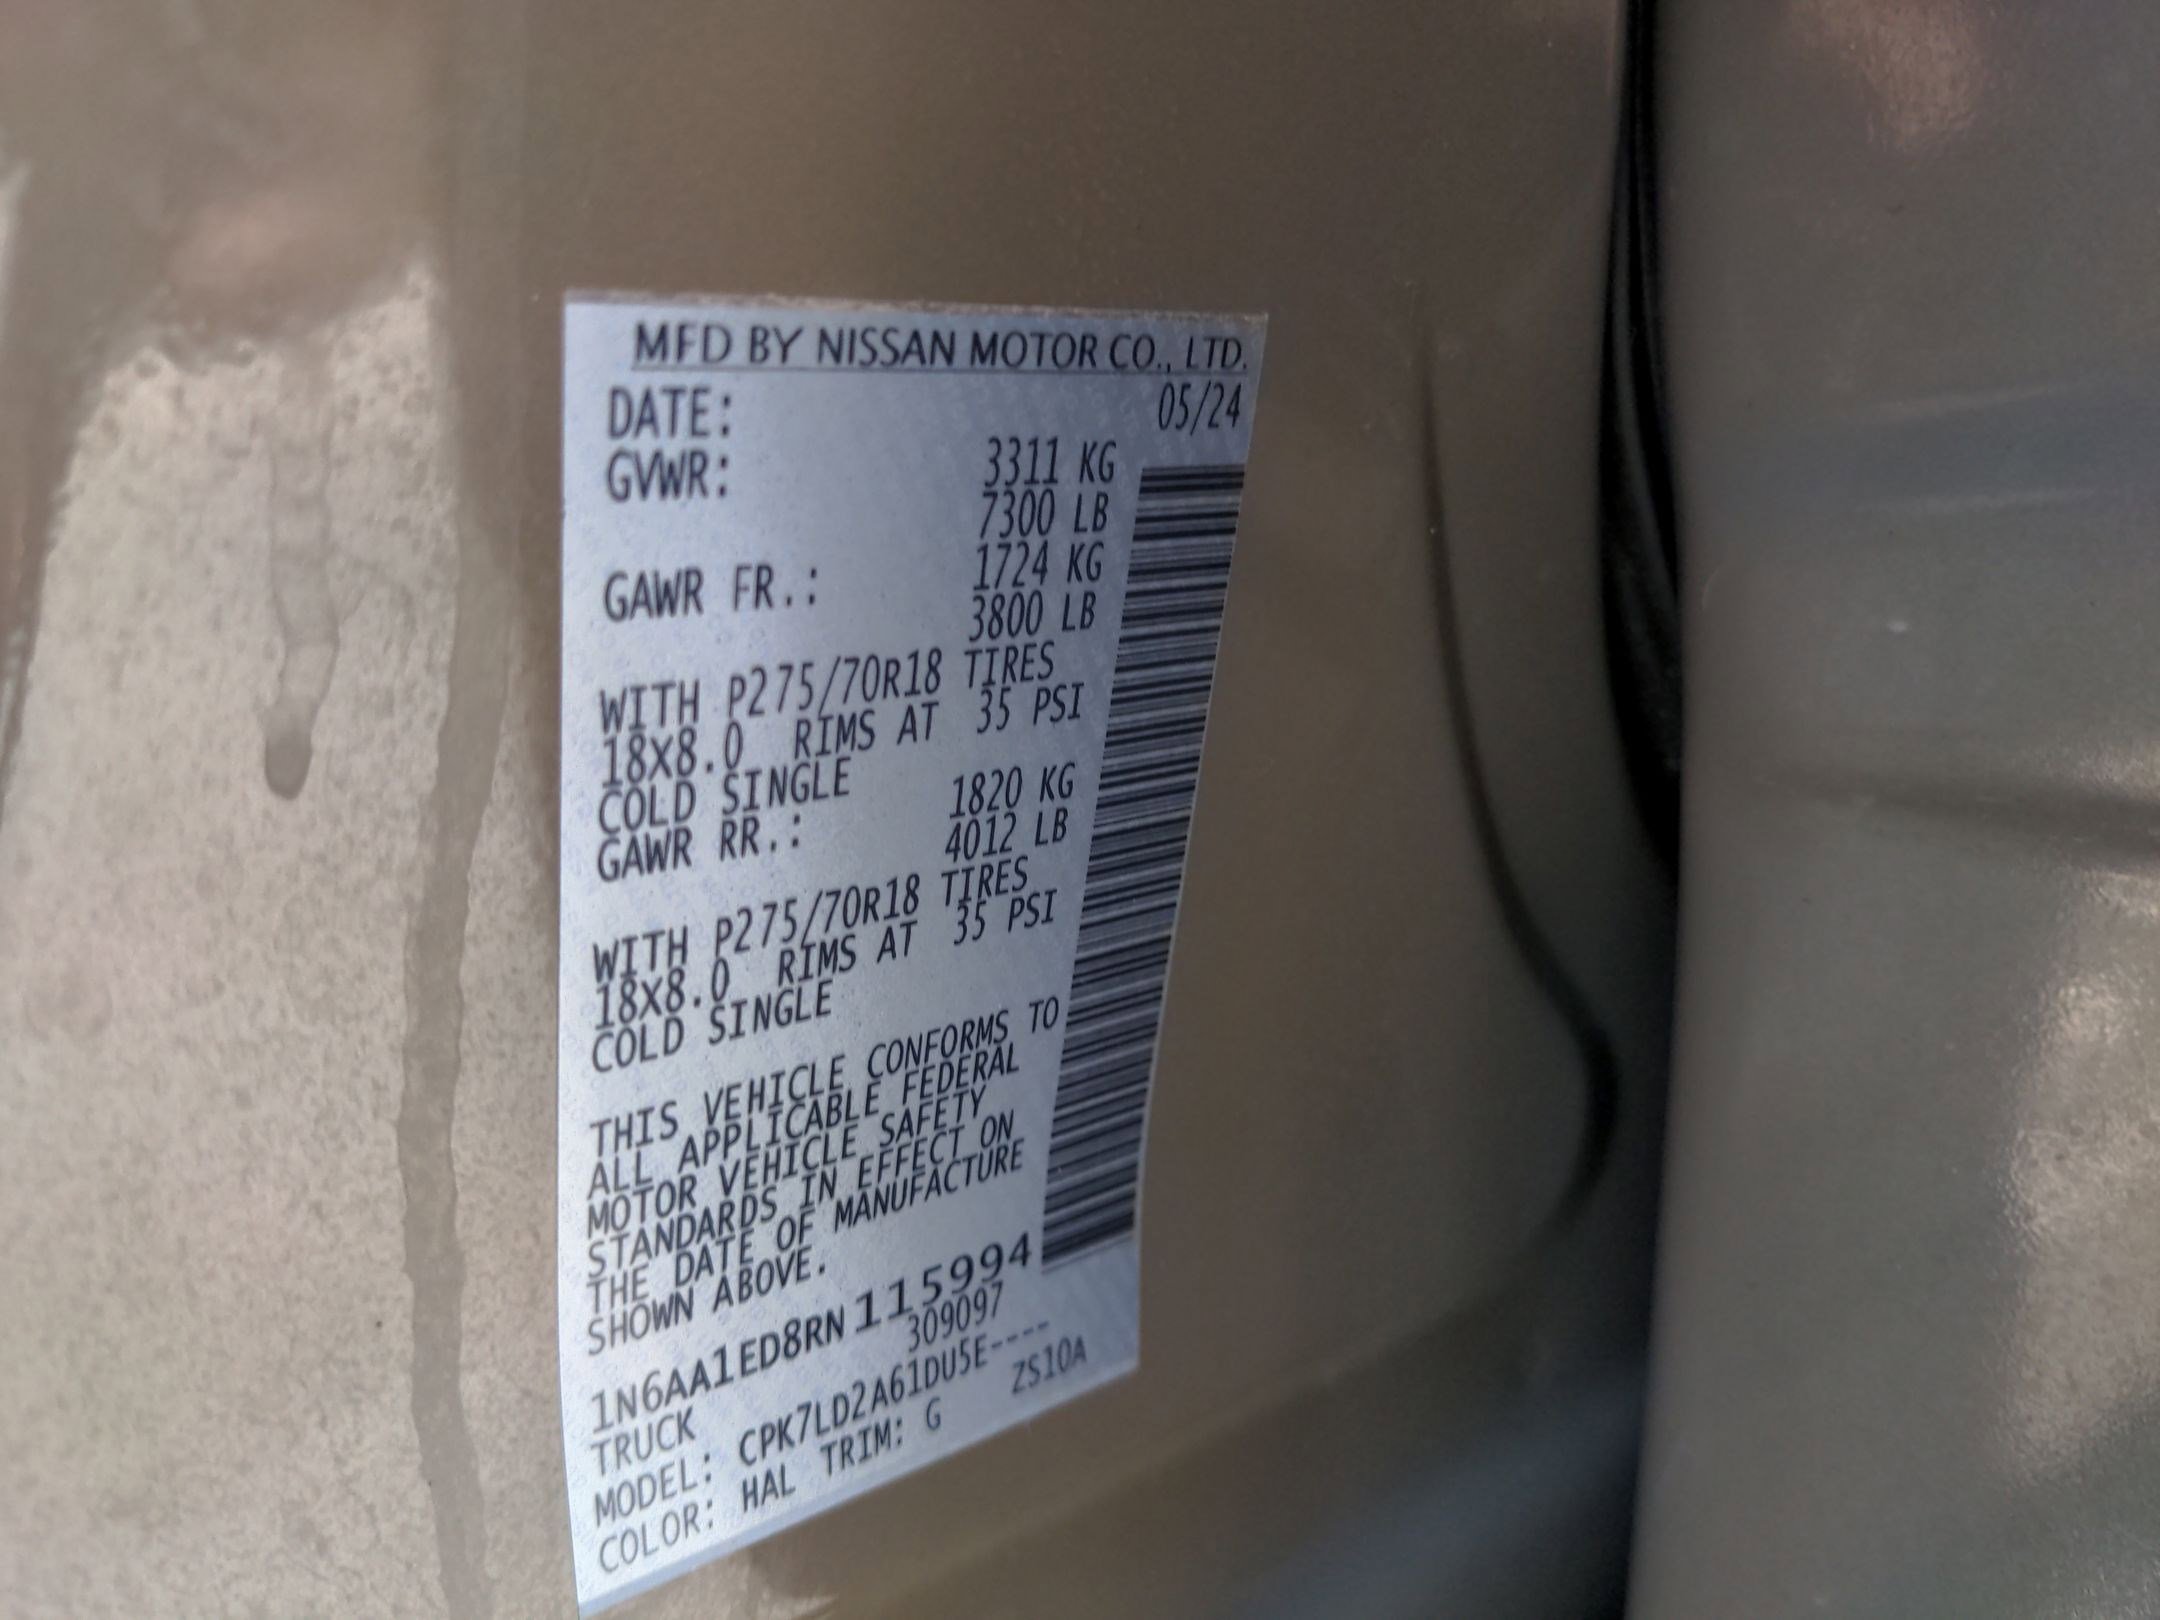 MFD BY NISSAN MOTOR CO., LTD.
DATE: 05/24
GVWR: 3311 KG
7300 LB
GAWR FR.: 1724 KG
3800 LB
WITH P275/70R18 TIRES
18X8.0 RIMS AT 35 PSI
COLD SINGLE
GAWR RR.: 1820 KG
4012 LB
WITH P275/70R18 TIRES
18X8.0 RIMS AT 35 PSI
COLD SINGLE
THIS VEHICLE CONFORMS TO
ALL APPLICABLE FEDERAL
MOTOR VEHICLE SAFETY
STANDARDS IN EFFECT ON
THE DATE OF MANUFACTURE
SHOWN ABOVE.
1N6AA1ED8RN115994
TRUCK 309097
MODEL: CPK7LD2A61DU5E----
COLOR: HAL TRIM: G ZS10A